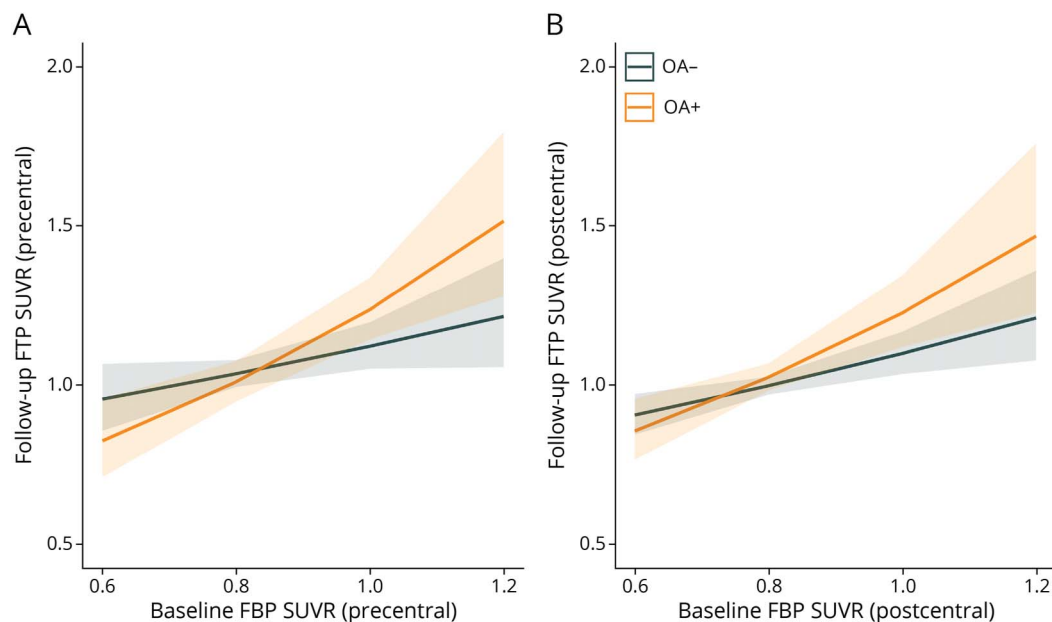 A
Follow-up FTP SUVR (precentral)
2.0
1.5
1.0
0.5
0.6 0.8 1.0 1.2
Baseline FBP SUVR (precentral)
B
OA–
OA+
Follow-up FTP SUVR (postcentral)
2.0
1.5
1.0
0.5
0.6 0.8 1.0 1.2
Baseline FBP SUVR (postcentral)